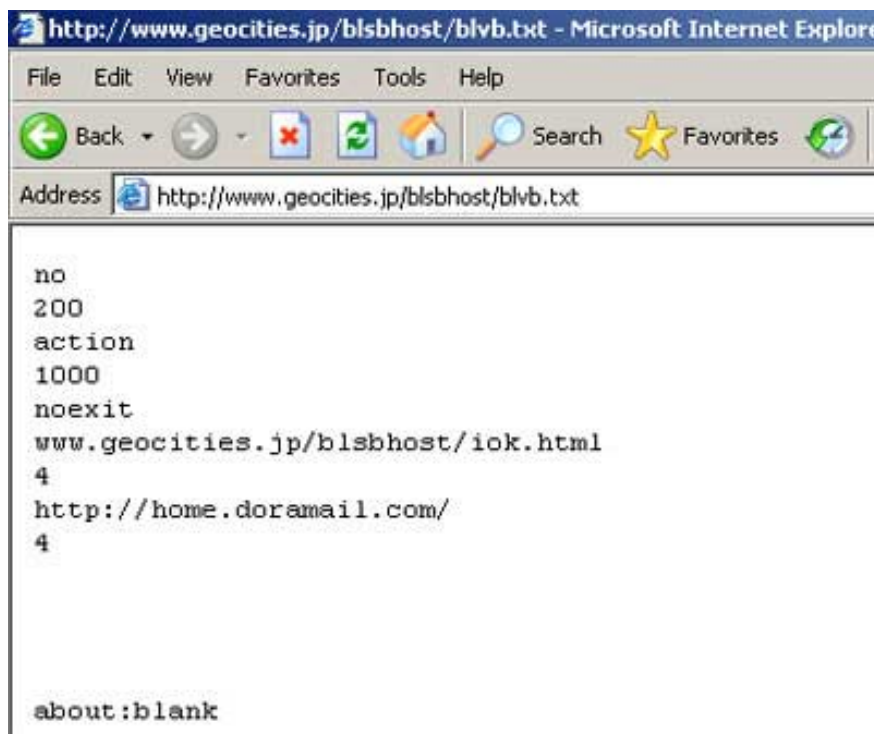 http://www.geocities.jp/blsbhost/blvb.txt - Microsoft Internet Explore
File Edit View Favorites Tools Help
Back Search Favorites
Address http://www.geocities.jp/blsbhost/blvb.txt
no
200
action
1000
noexit
www.geocities.jp/blsbhost/iok.html
4
http://home.doramail.com/
4
about:blank